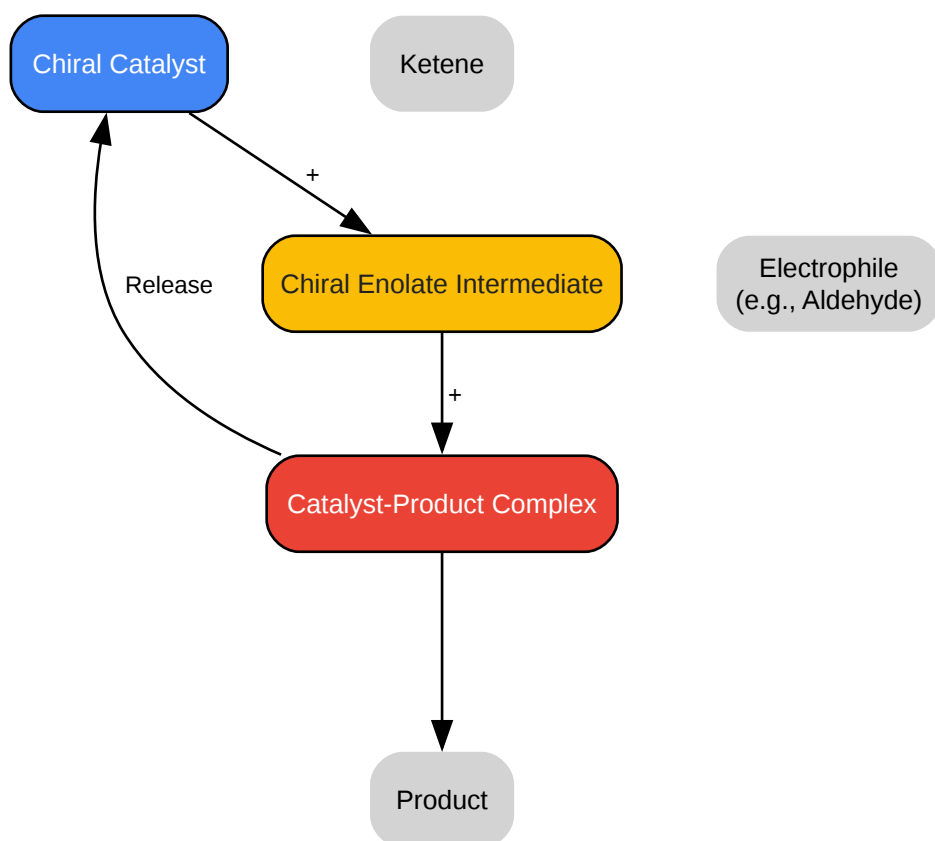 Chiral Catalyst
Ketene
+
Chiral Enolate Intermediate
Electrophile
(e.g., Aldehyde)
Release
+
Catalyst-Product Complex
Product